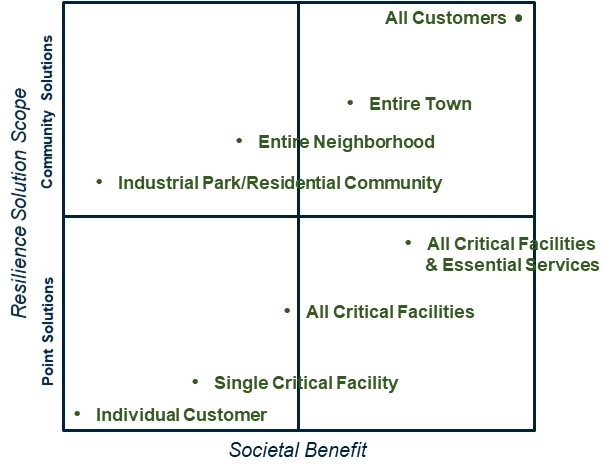 All Customers •
• Entire Town
• Entire Neighborhood
• Industrial Park/Residential Community
• All Critical Facilities
& Essential Services
• All Critical Facilities
• Single Critical Facility
• Individual Customer
Resilience Solution Scope
Community Solutions
Point Solutions
Societal Benefit